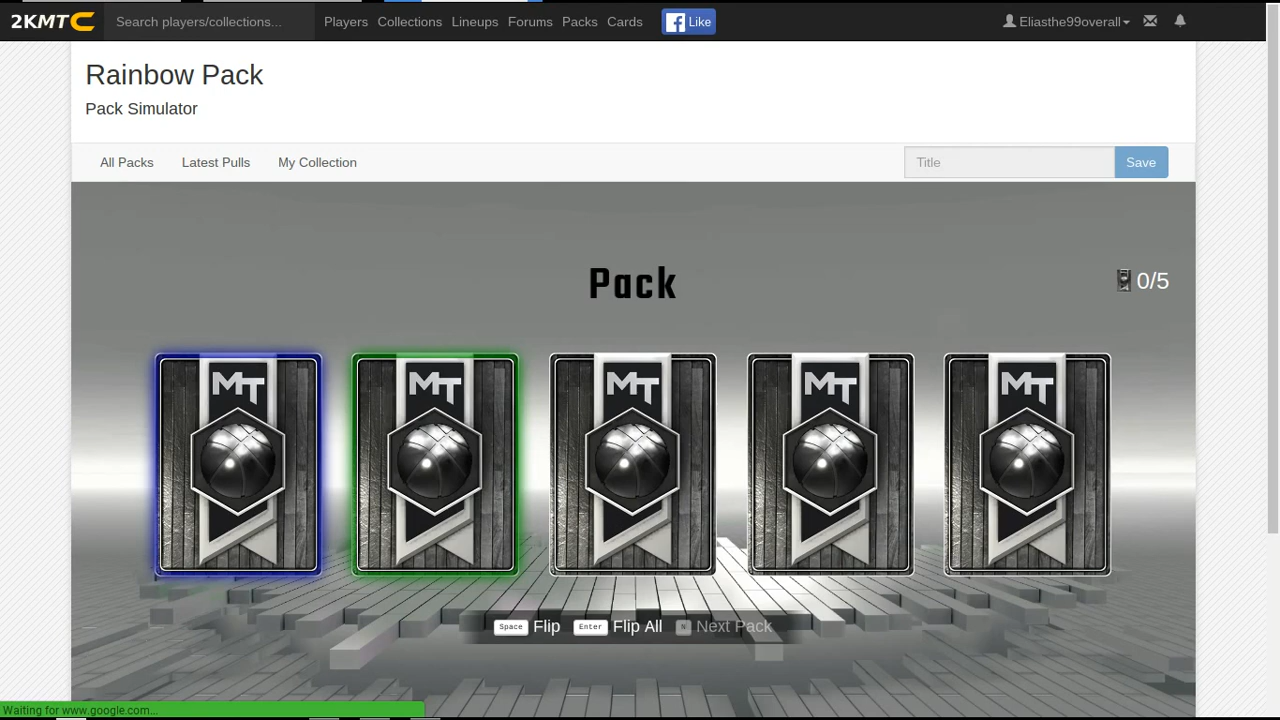 2KMTC
Search players/collections...
Players
Collections
Lineups
Forums
Packs
Cards
Like
Eliasthe99overall
Rainbow Pack
Pack Simulator
All Packs
Latest Pulls
My Collection
Title
Save
Pack
0/5
MT
MT
MT
MT
MT
Space Flip
Enter Flip All
N Next Pack
Waiting for www.google.com...